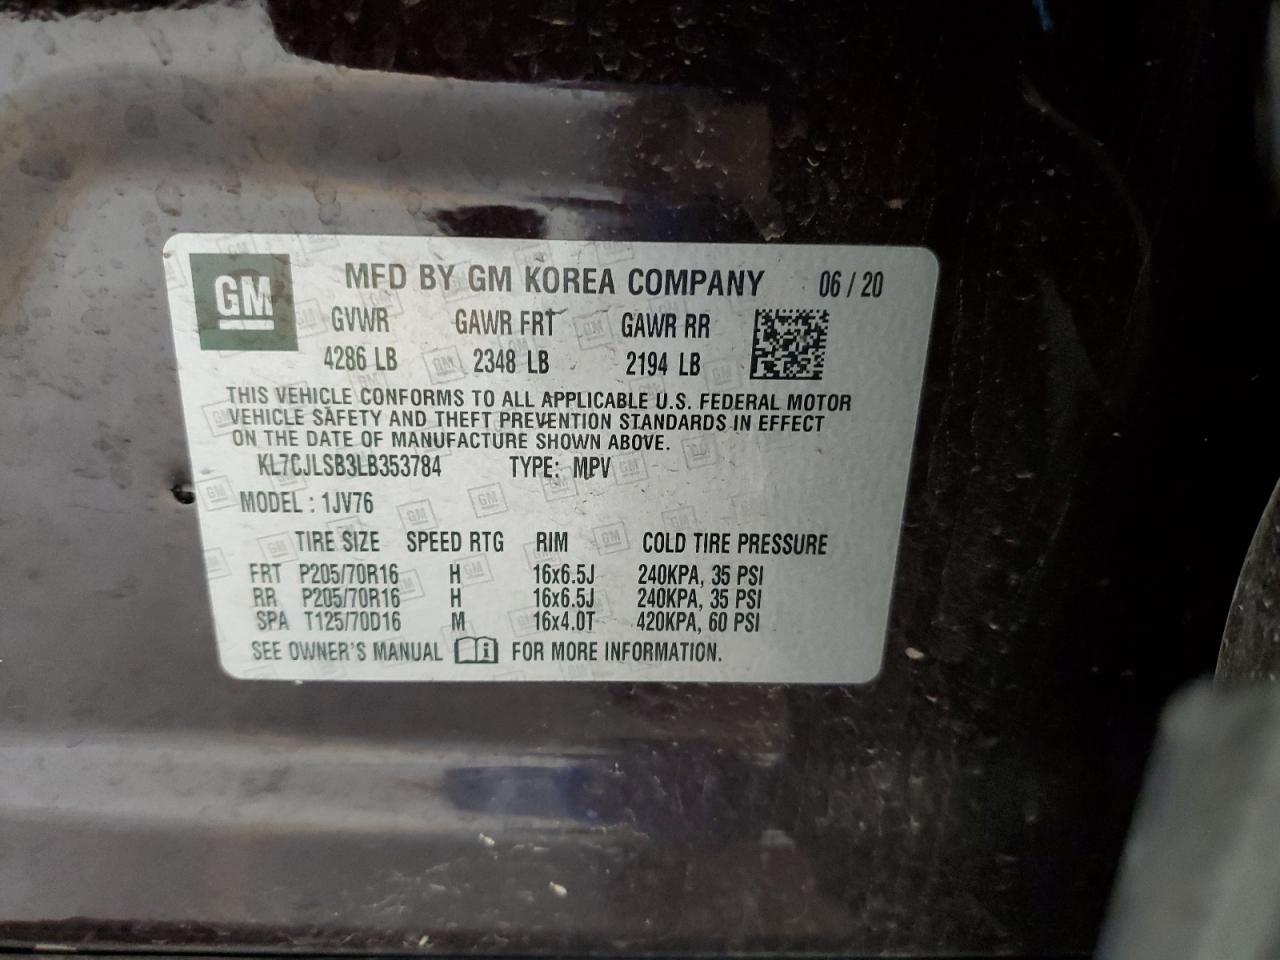 GM MFD BY GM KOREA COMPANY 06 / 20
GVWR GAWR FRT GAWR RR
4286 LB 2348 LB 2194 LB
THIS VEHICLE CONFORMS TO ALL APPLICABLE U.S. FEDERAL MOTOR
VEHICLE SAFETY AND THEFT PREVENTION STANDARDS IN EFFECT
ON THE DATE OF MANUFACTURE SHOWN ABOVE.
KL7CJLSB3LB353784 TYPE: MPV
MODEL : 1JV76
TIRE SIZE SPEED RTG RIM COLD TIRE PRESSURE
FRT P205/70R16 H 16x6.5J 240KPA, 35 PSI
RR P205/70R16 H 16x6.5J 240KPA, 35 PSI
SPA T125/70D16 M 16x4.0T 420KPA, 60 PSI
SEE OWNER'S MANUAL FOR MORE INFORMATION.